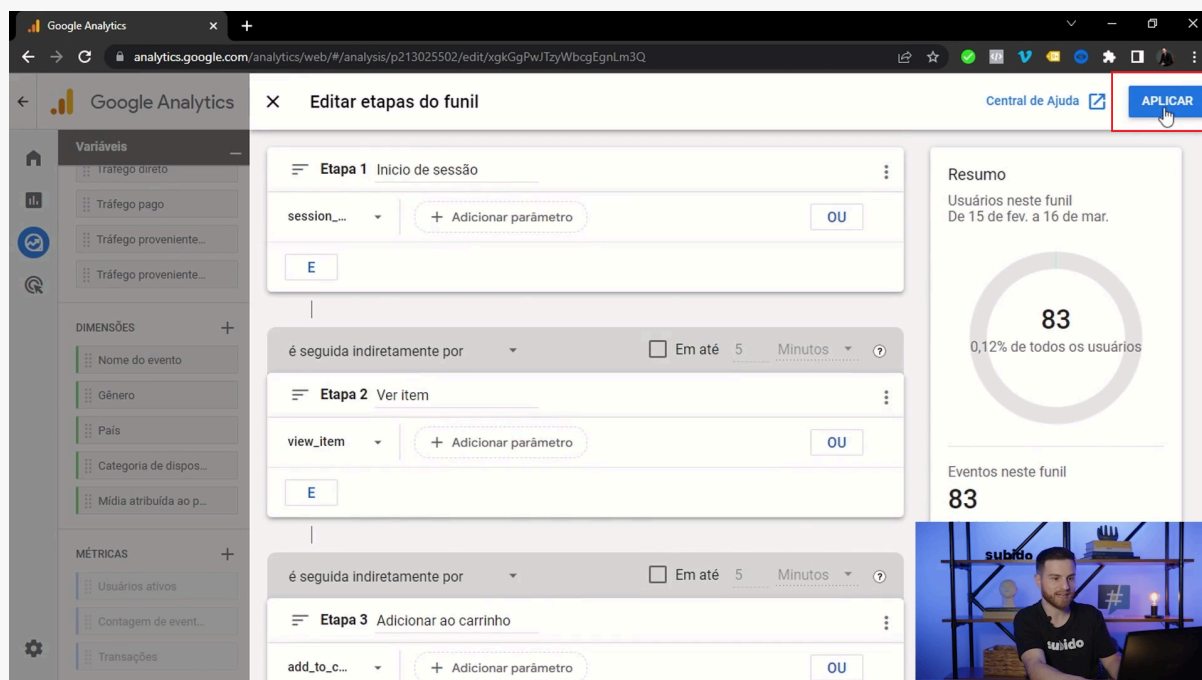 Google Analytics
analytics.google.com/analytics/web/#/analysis/p213025502/edit/xgkGgPwJTzyWbcgEgnLm3Q
Google Analytics
Editar etapas do funil
Central de Ajuda
APLICAR
Variáveis
Tráfego direto
Tráfego pago
Tráfego proveniente...
Tráfego proveniente...
DIMENSÕES
Nome do evento
Gênero
País
Categoria de dispos...
Mídia atribuída ao p...
MÉTRICAS
Usuários ativos
Contagem de event...
Transações
Etapa 1 Inicio de sessão
session_...
+ Adicionar parâmetro
OU
E
é seguida indiretamente por
Em até 5 Minutos
Etapa 2 Ver item
view_item
+ Adicionar parâmetro
OU
E
é seguida indiretamente por
Em até 5 Minutos
Etapa 3 Adicionar ao carrinho
add_to_c...
+ Adicionar parâmetro
OU
Resumo
Usuários neste funil
De 15 de fev. a 16 de mar.
83
0,12% de todos os usuários
Eventos neste funil
83
subido
#
subido